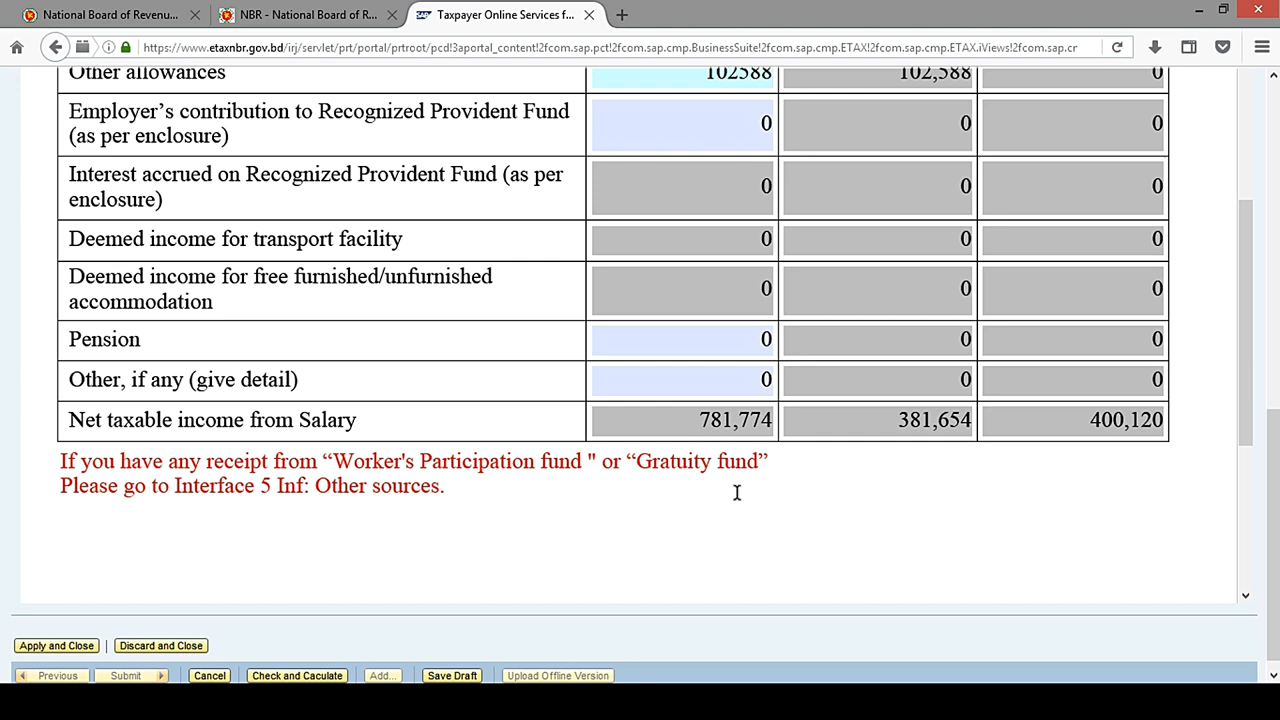 National Board of Revenu...
NBR - National Board of R...
Taxpayer Online Services f...
https://www.etaxnbr.gov.bd/irj/servlet/prt/portal/prtroot/pcd!3aportal_content!2fcom.sap.pct!2fcom.sap.cmp.BusinessSuite!2fcom.sap.cmp.ETAX!2fcom.sap.cmp.ETAX.iViews!2fcom.sap.cr
Other allowances 102588 102,588 0
Employer’s contribution to Recognized Provident Fund
(as per enclosure) 0 0 0
Interest accrued on Recognized Provident Fund (as per
enclosure) 0 0 0
Deemed income for transport facility 0 0 0
Deemed income for free furnished/unfurnished
accommodation 0 0 0
Pension 0 0 0
Other, if any (give detail) 0 0 0
Net taxable income from Salary 781,774 381,654 400,120
If you have any receipt from “Worker's Participation fund " or “Gratuity fund”
Please go to Interface 5 Inf: Other sources.
Apply and Close | Discard and Close
Previous Submit Cancel Check and Caculate Add... Save Draft Upload Offline Version